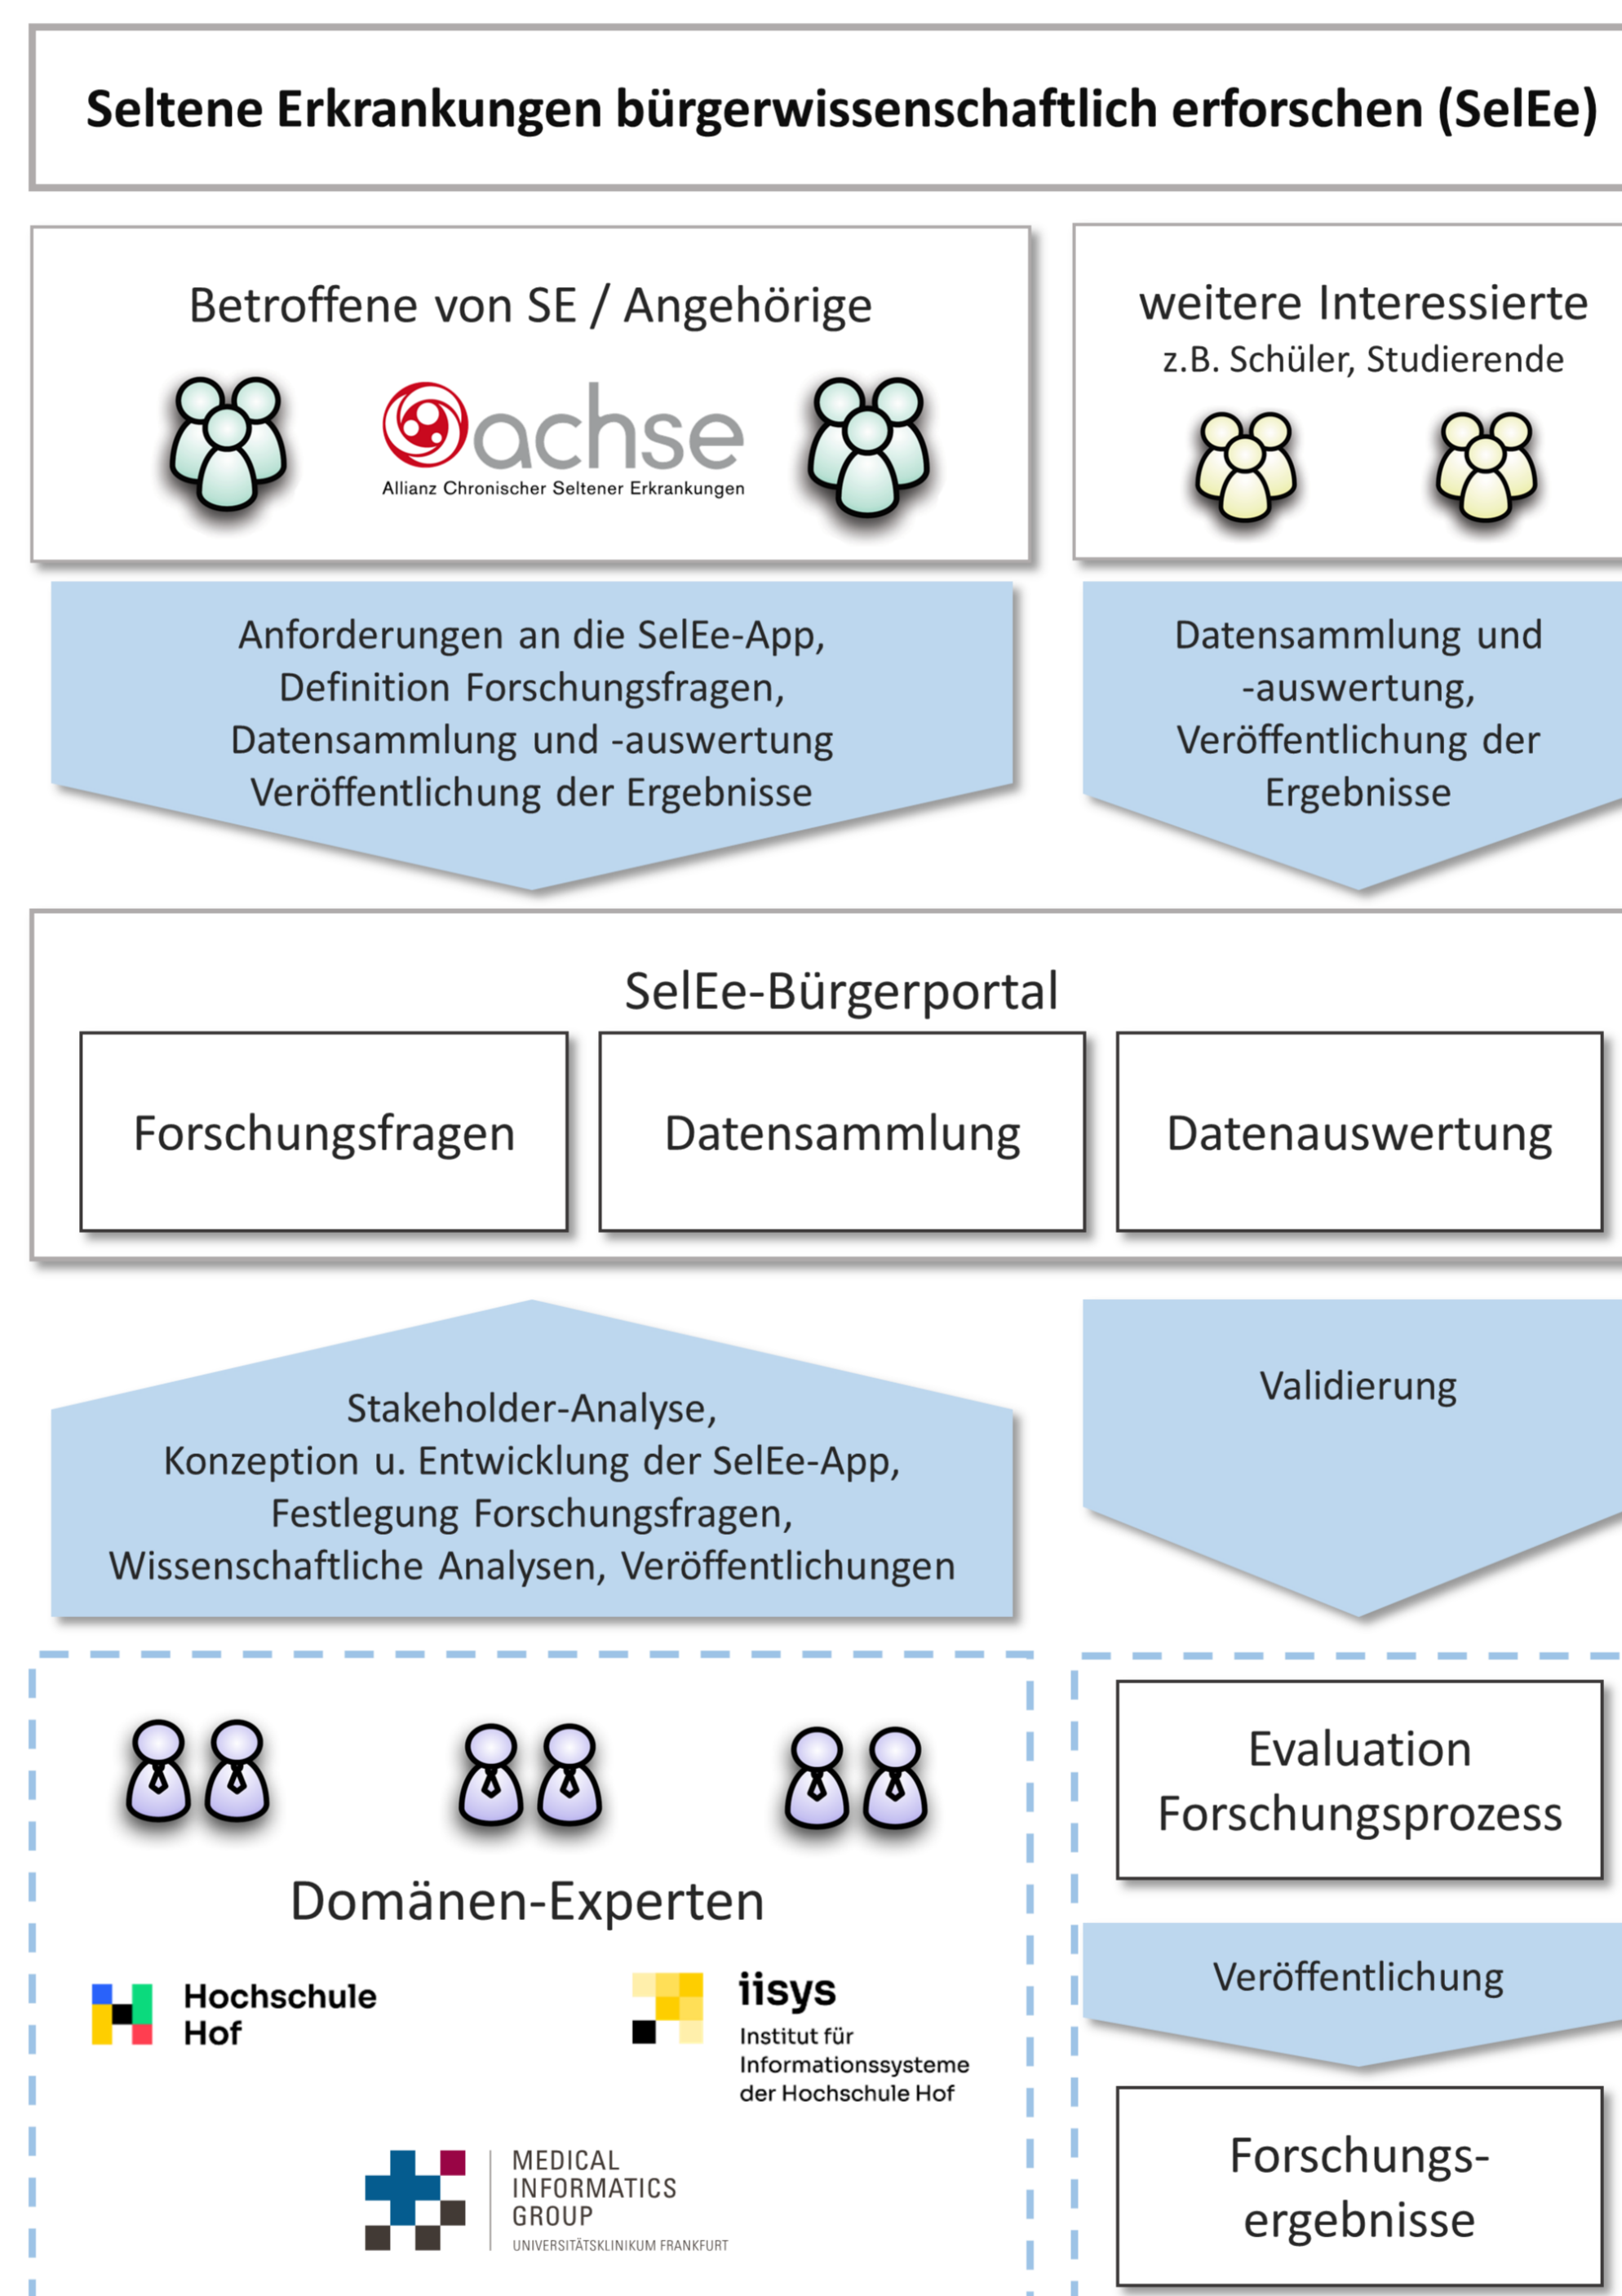 Seltene Erkrankungen bürgerwissenschaftlich erforschen (SelEe)
Betroffene von SE / Angehörige
achse
Allianz Chronischer Seltener Erkrankungen
weitere Interessierte
z.B. Schüler, Studierende
Anforderungen an die SelEe-App,
Definition Forschungsfragen,
Datensammlung und -auswertung
Veröffentlichung der Ergebnisse
Datensammlung und
-auswertung,
Veröffentlichung der
Ergebnisse
SelEe-Bürgerportal
Forschungsfragen
Datensammlung
Datenauswertung
Stakeholder-Analyse,
Konzeption u. Entwicklung der SelEe-App,
Festlegung Forschungsfragen,
Wissenschaftliche Analysen, Veröffentlichungen
Validierung
Domänen-Experten
Hochschule
Hof
iisys
Institut für
Informationssysteme
der Hochschule Hof
MEDICAL
INFORMATICS
GROUP
UNIVERSITÄTSKLINIKUM FRANKFURT
Evaluation
Forschungsprozess
Veröffentlichung
Forschungs-
ergebnisse